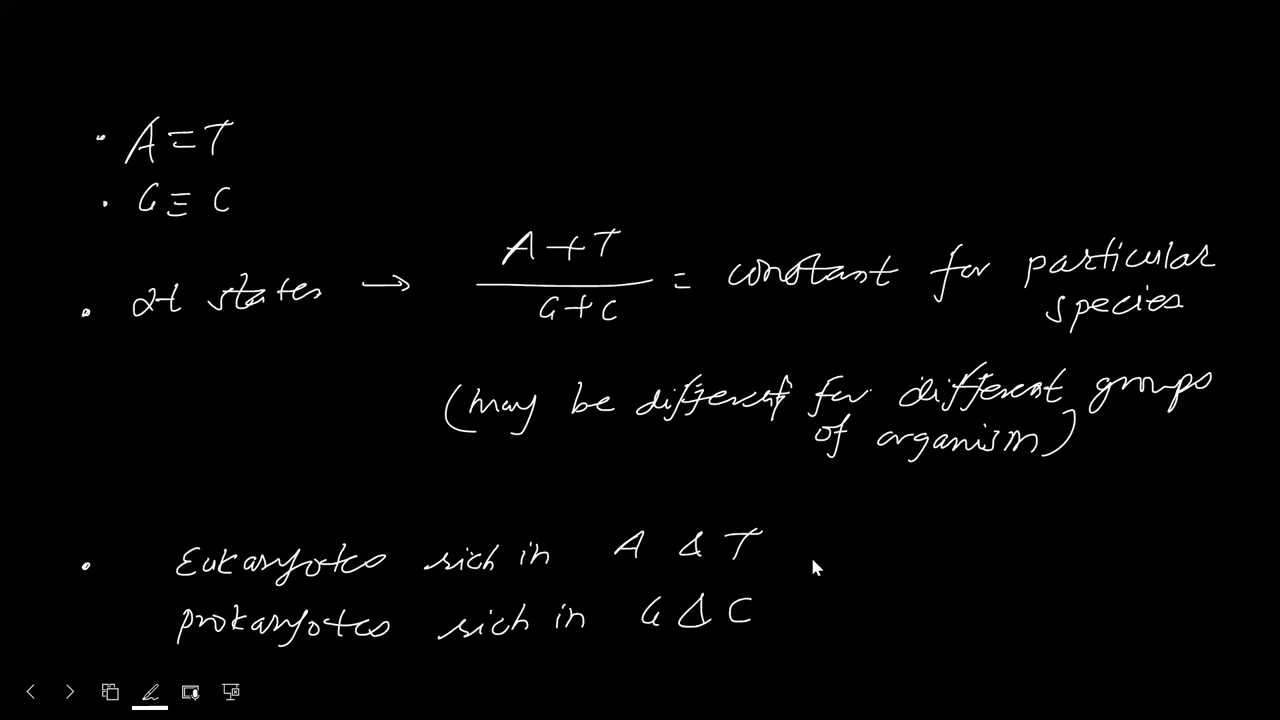 • A = T
• G ≡ C
• It states → A + T / G + C = constant for particular species
(may be different for different groups of organism)
• Eukaryotes rich in A & T
prokaryotes rich in G & C